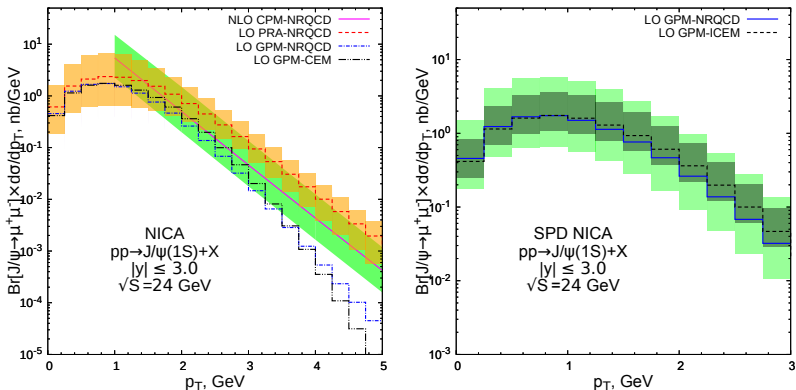 NLO CPM-NRQCD
LO PRA-NRQCD
LO GPM-NRQCD
LO GPM-CEM
Br[J/ψ→μ⁺μ⁻]×dσ/dp_T, nb/GeV
10¹
10⁰
10⁻¹
10⁻²
10⁻³
10⁻⁴
10⁻⁵
NICA
pp→J/ψ(1S)+X
|y| ≤ 3.0
√S =24 GeV
0 1 2 3 4 5
p_T, GeV
LO GPM-NRQCD
LO GPM-ICEM
Br[J/ψ→μ⁺μ⁻]×dσ/dp_T, nb/GeV
10¹
10⁰
10⁻¹
10⁻²
10⁻³
SPD NICA
pp→J/ψ(1S)+X
|y| ≤ 3.0
√S =24 GeV
0 1 2 3
p_T, GeV